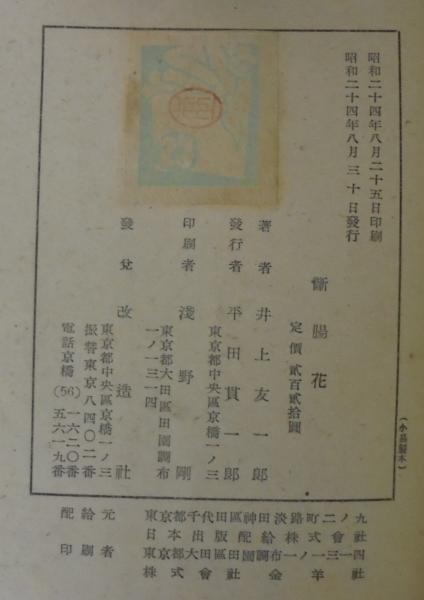 昭和二十四年八月二十五日印刷
昭和二十四年八月三十日發行
斷腸花
定價 貳百貳拾圓
著者 井上友一郎
發行者 平田貫一郎
東京都中央區京橋一ノ三
印刷者 淺野剛
東京都大田區田園調布
一ノ一三一四
發兌 改造社
東京都中央區京橋一ノ三
振替東京八四〇二番
電話京橋(56) 一六二〇番
五六一九番
(小島製本)
配給元
東京都千代田區神田淡路町二ノ九
日本出版配給株式會社
印刷者
東京都大田區田園調布一ノ一三一四
株式會社金羊社